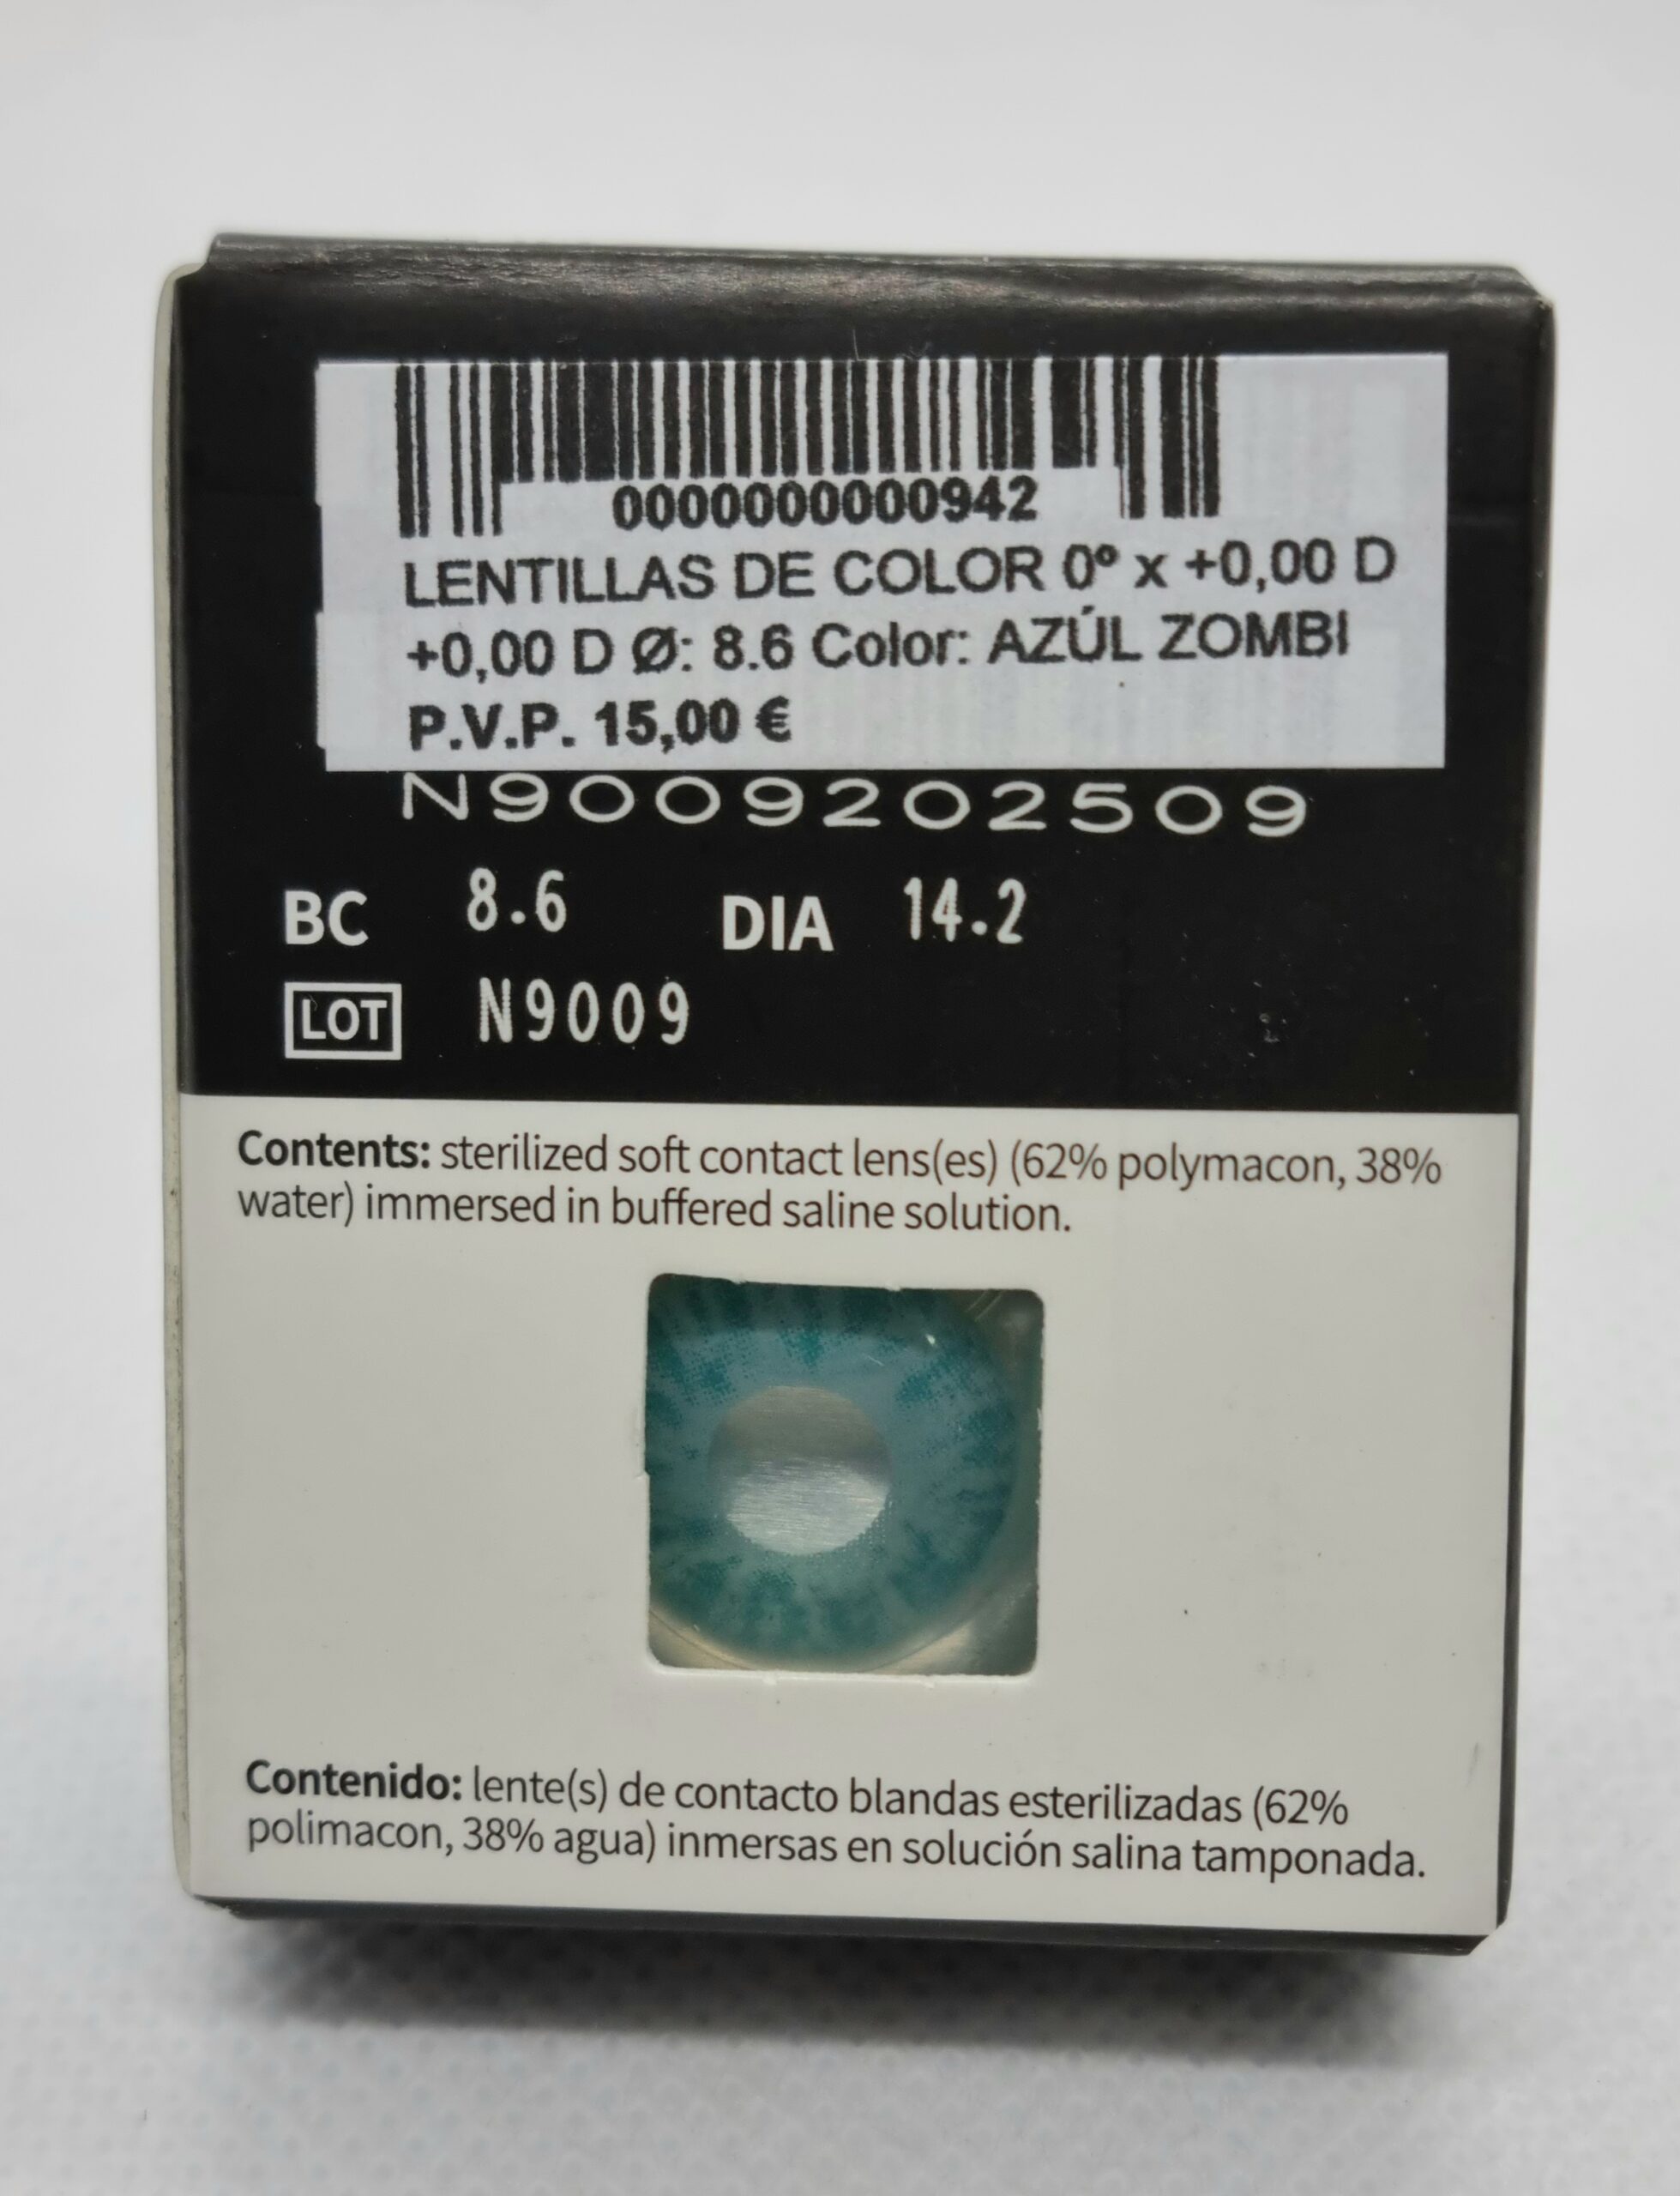 0000000000942
LENTILLAS DE COLOR 0º x +0,00 D
+0,00 D Ø: 8.6 Color: AZÚL ZOMBI
P.V.P. 15,00 €
N9009202509
BC 8.6 DIA 14.2
LOT N9009
Contents: sterilized soft contact lens(es) (62% polymacon, 38%
water) immersed in buffered saline solution.
Contenido: lente(s) de contacto blandas esterilizadas (62%
polimacon, 38% agua) inmersas en solución salina tamponada.